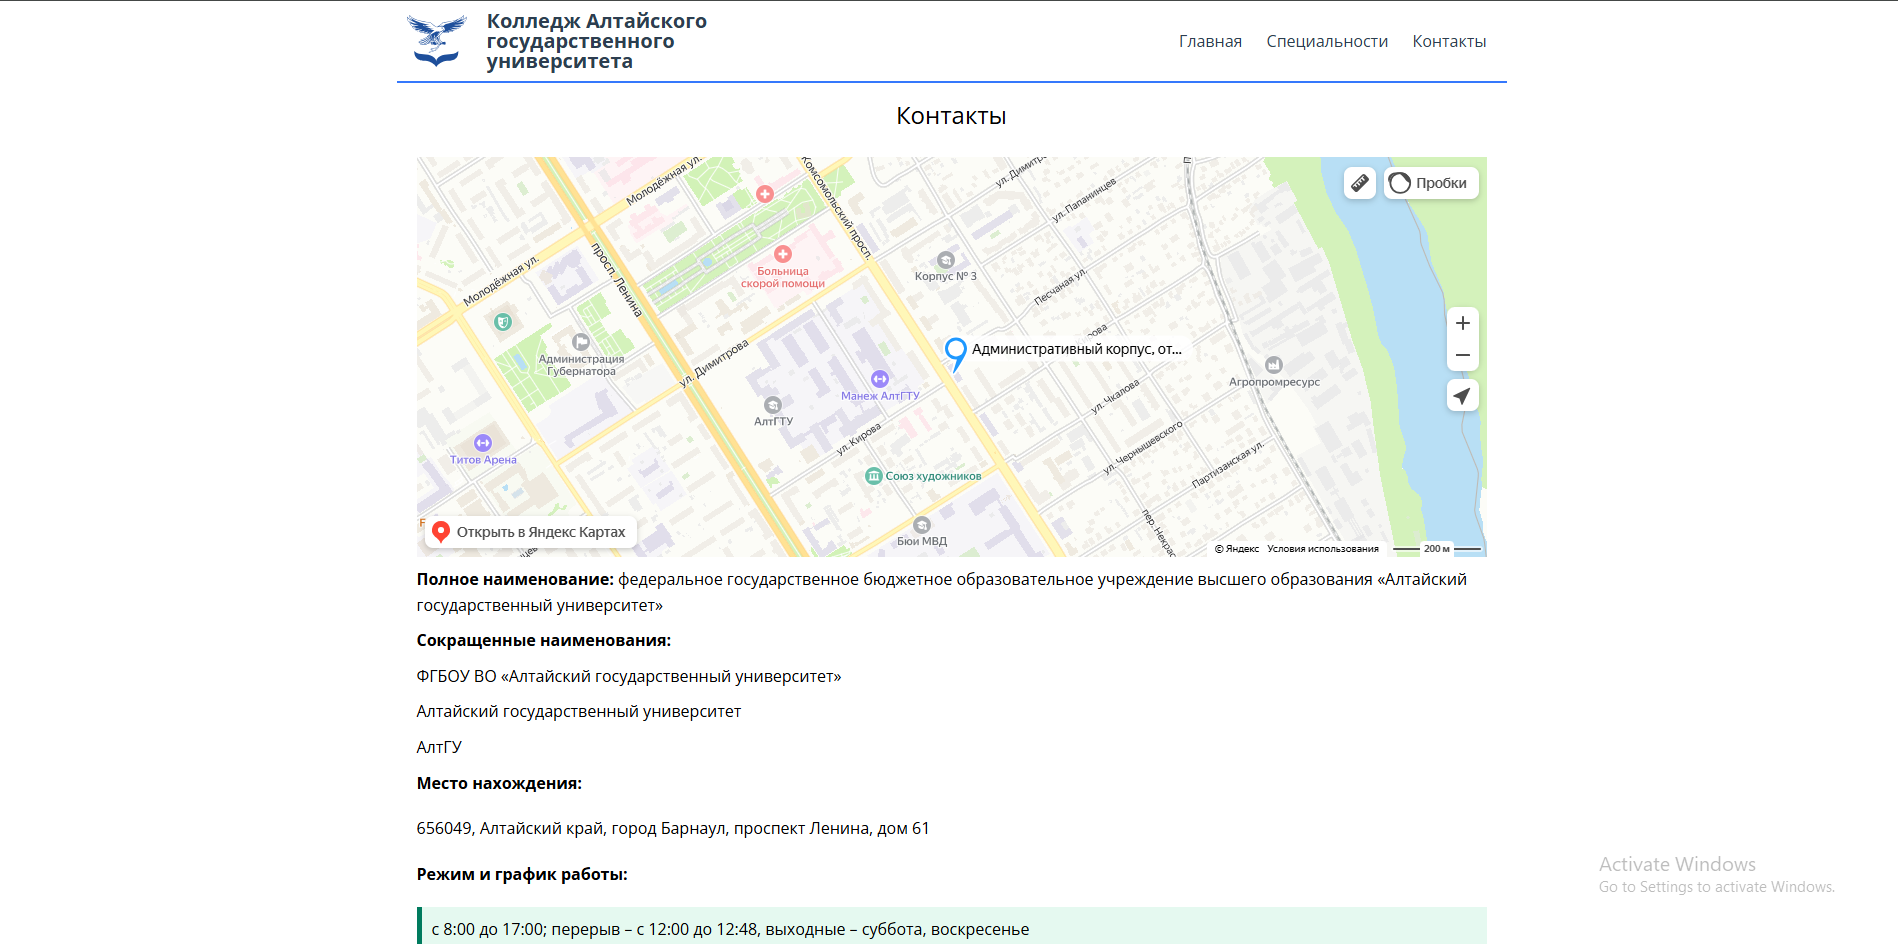 Колледж Алтайского
государственного
университета
Главная
Специальности
Контакты
Контакты
Молодёжная ул.
Комсомольский просп.
ул. Димитр
ул. Папанинцев
Пробки
просп. Ленина
Молодёжная ул.
Больница
скорой помощи
Корпус № 3
Песчаная ул.
Администрация
Губернатора
ул. Димитрова
Административный корпус, от...
Манеж АлтГТУ
ул. Чкалова
Агропромресурс
АлтГТУ
ул. Кирова
ул. Чернышевского
Титов Арена
Союз художников
Партизанская ул.
Открыть в Яндекс Картах
БЮИ МВД
пер. Некрас
© Яндекс
Условия использования
200 м
Полное наименование: федеральное государственное бюджетное образовательное учреждение высшего образования «Алтайский
государственный университет»
Сокращенные наименования:
ФГБОУ ВО «Алтайский государственный университет»
Алтайский государственный университет
АлтГУ
Место нахождения:
656049, Алтайский край, город Барнаул, проспект Ленина, дом 61
Режим и график работы:
с 8:00 до 17:00; перерыв – с 12:00 до 12:48, выходные – суббота, воскресенье
Activate Windows
Go to Settings to activate Windows.